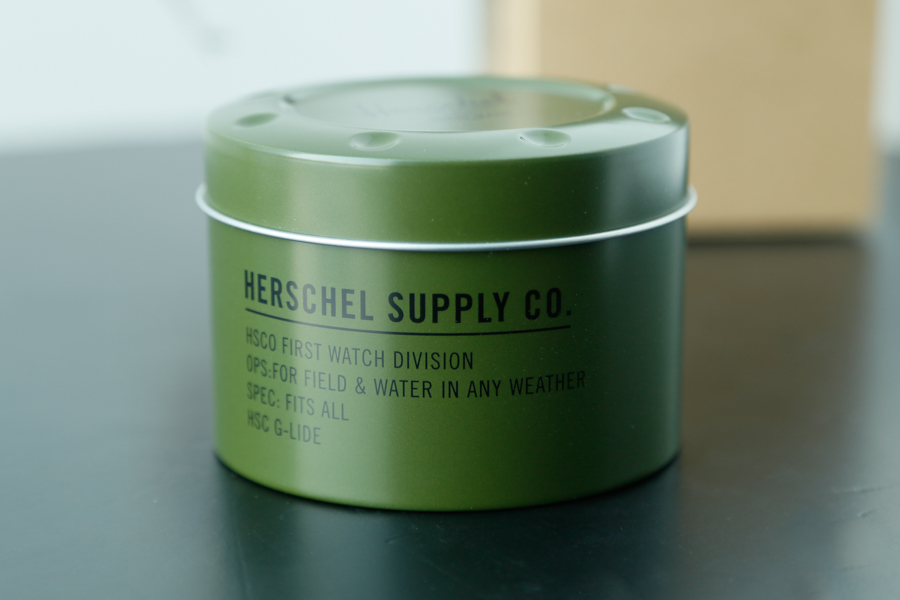 HERSCHEL SUPPLY CO.
HSCO FIRST WATCH DIVISION
OPS:FOR FIELD & WATER IN ANY WEATHER
SPEC: FITS ALL
HSC G-LIDE